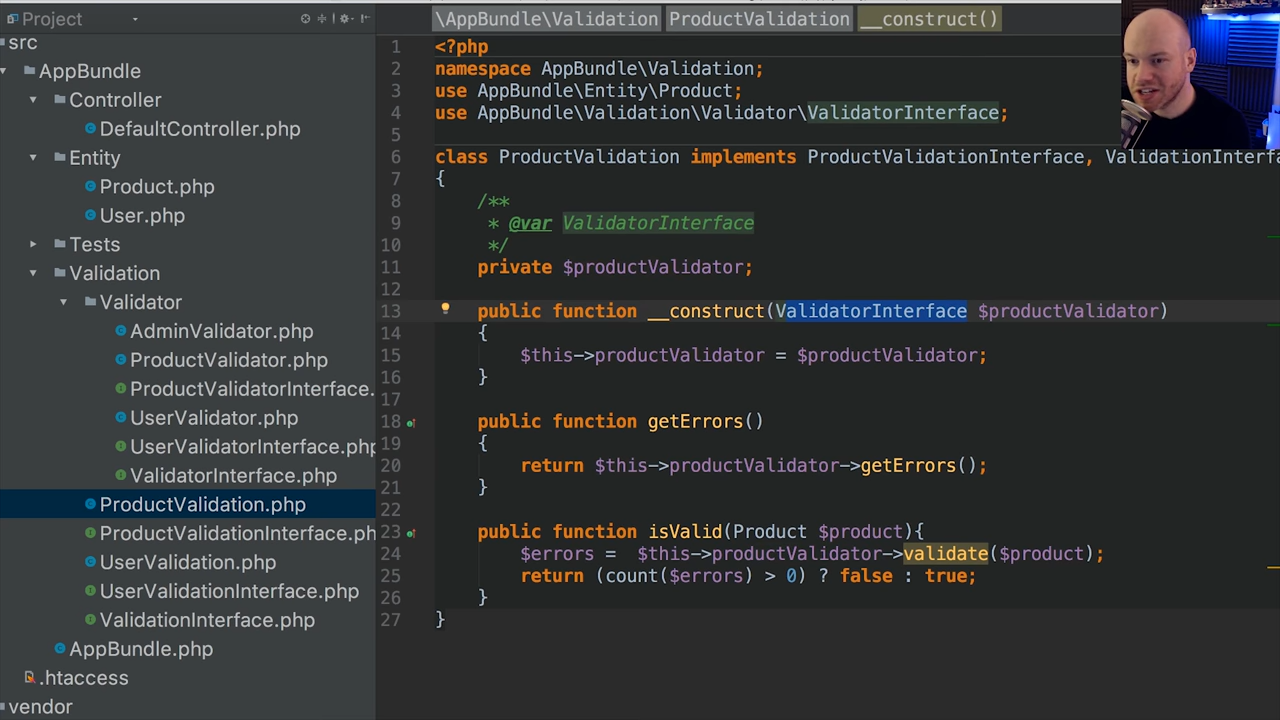 Project
src
AppBundle
Controller
DefaultController.php
Entity
Product.php
User.php
Tests
Validation
Validator
AdminValidator.php
ProductValidator.php
ProductValidatorInterface.
UserValidator.php
UserValidatorInterface.php
ValidatorInterface.php
ProductValidation.php
ProductValidationInterface.ph
UserValidation.php
UserValidationInterface.php
ValidationInterface.php
AppBundle.php
.htaccess
vendor
\AppBundle\Validation ProductValidation __construct()
1 <?php
2 namespace AppBundle\Validation;
3 use AppBundle\Entity\Product;
4 use AppBundle\Validation\Validator\ValidatorInterface;
5
6 class ProductValidation implements ProductValidationInterface, ValidationInterfa
7 {
8 /**
9 * @var ValidatorInterface
10 */
11 private $productValidator;
12
13 public function __construct(ValidatorInterface $productValidator)
14 {
15 $this->productValidator = $productValidator;
16 }
17
18 public function getErrors()
19 {
20 return $this->productValidator->getErrors();
21 }
22
23 public function isValid(Product $product){
24 $errors = $this->productValidator->validate($product);
25 return (count($errors) > 0) ? false : true;
26 }
27 }